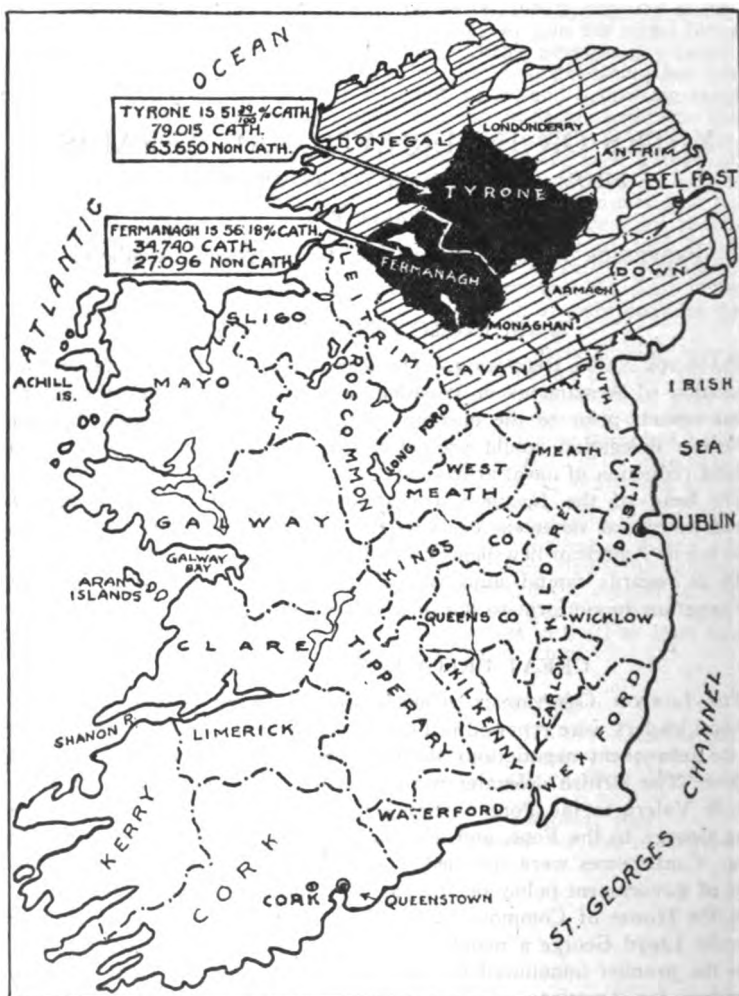 OCEAN
TYRONE IS 51 29/100 % CATH.
79.015 CATH.
63.650 NON CATH.
DONEGAL
LONDONDERRY
ANTRIM
BELFAST
TYRONE
FERMANAGH IS 56.18% CATH.
34.740 CATH.
27.096 NON CATH.
FERMANAGH
DOWN
ARMAGH
MONAGHAN
ATLANTIC
LEITRIM
SLIGO
CAVAN
LOUTH
IRISH
SEA
ACHILL
IS.
MAYO
ROSCOMMON
LONG FORD
WEST
MEATH
MEATH
DUBLIN
DUBLIN
GA WAY
GALWAY
BAY
ARAN
ISLANDS
KINGS CO
KILDARE
QUEENS CO
WICKLOW
CLARE
TIPPERALY
KILKENNY
CARLOW
WEXFORD
SHANON R.
LIMERICK
WATERFORD
KERRY
CORK
CORK
QUEENSTOWN
ST. GEORGES CHANNEL